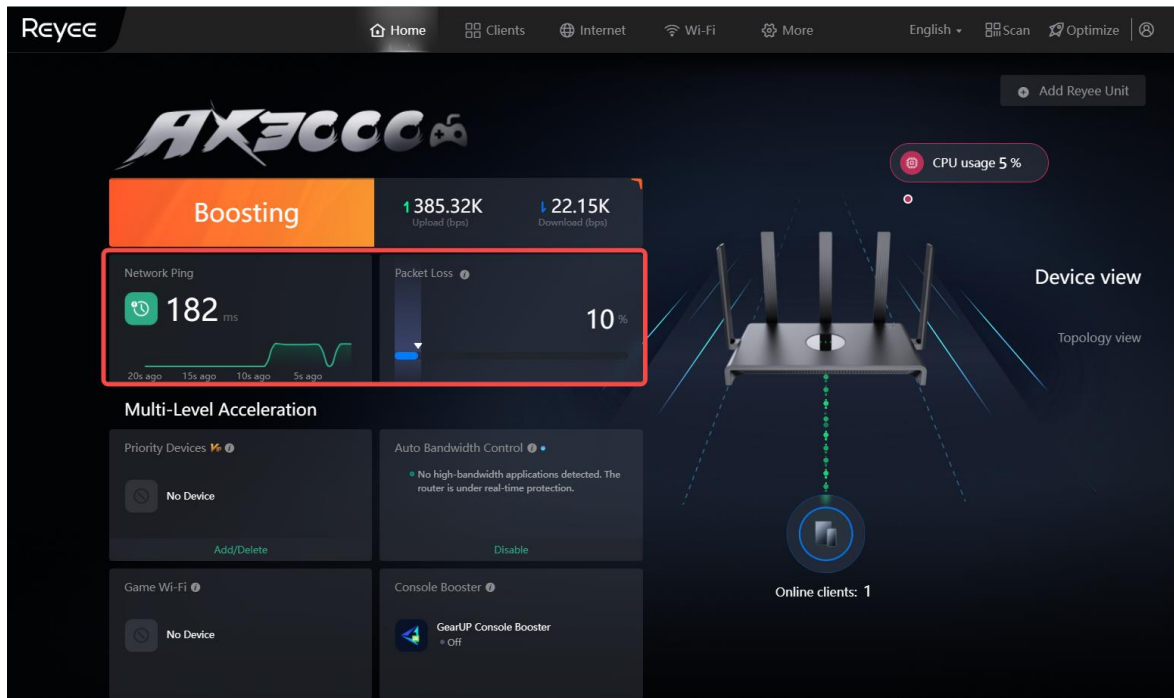 Reyee
Home
Clients
Internet
Wi-Fi
More
English
Scan
Optimize
Add Reyee Unit
AX3000
CPU usage 5 %
Boosting
385.32K
Upload (bps)
22.15K
Download (bps)
Network Ping
182 ms
20s ago 15s ago 10s ago 5s ago
Packet Loss
10 %
Device view
Topology view
Multi-Level Acceleration
Priority Devices
No Device
Add/Delete
Auto Bandwidth Control
No high-bandwidth applications detected. The
router is under real-time protection.
Disable
Game Wi-Fi
No Device
Console Booster
GearUP Console Booster
Off
Online clients: 1